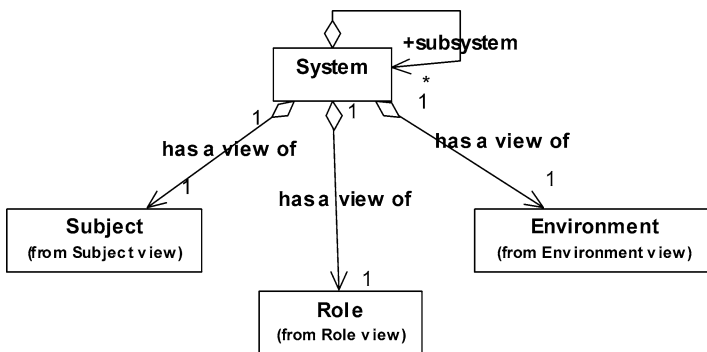 +subsystem
System
*
1
1
1
has a view of
has a view of
1
1
has a view of
Subject
(from Subject view)
Environment
(from Environment view)
1
Role
(from Role view)